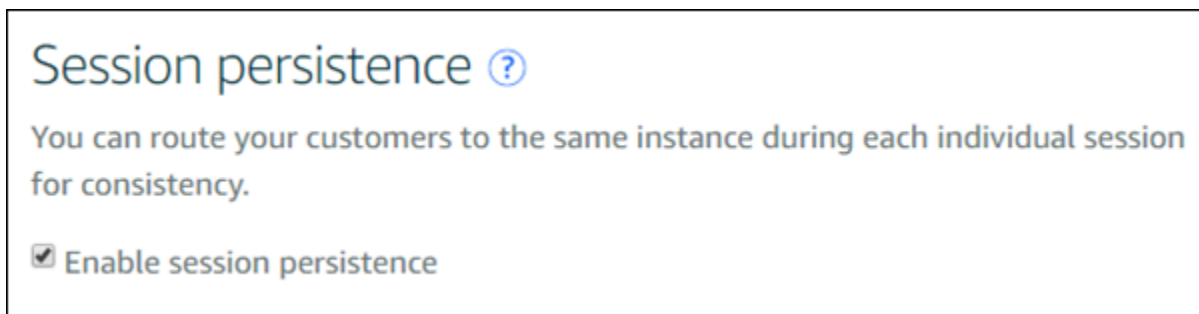 Session persistence ?
You can route your customers to the same instance during each individual session
for consistency.
Enable session persistence